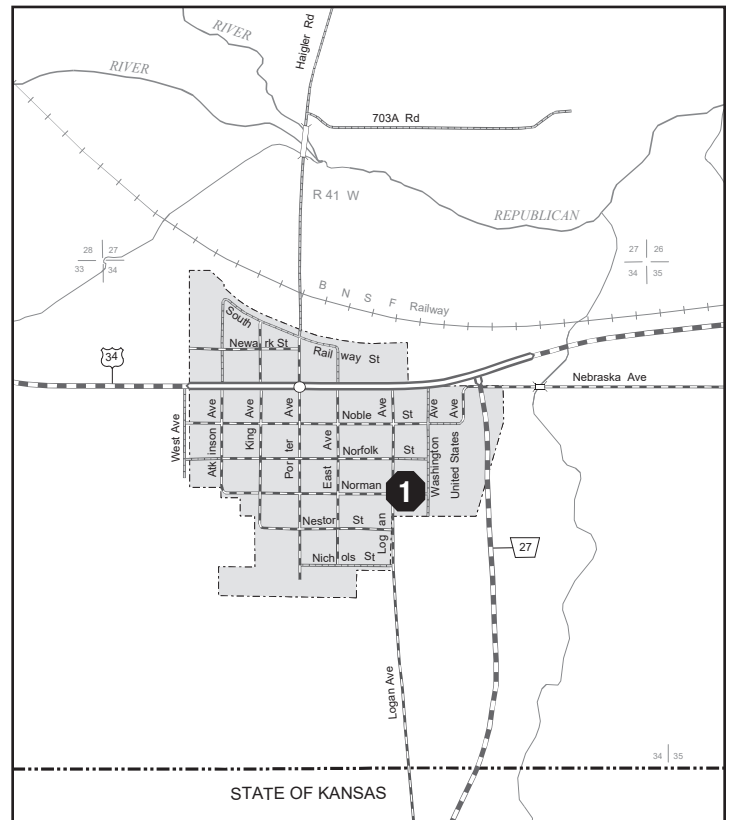 RIVER
Haigler Rd
RIVER
703A Rd
R 41 W
REPUBLICAN
28 27
33 34
27 26
34 35
B N S F Railway
South
Railway St
Newark St
34
Nebraska Ave
West Ave
Atkinson Ave
King Ave
Porter Ave
East Ave
Logan Ave
Washington Ave
United States Ave
Noble St
Norfolk St
Norman
1
Nestor St
Nichols St
27
Logan Ave
34 35
STATE OF KANSAS